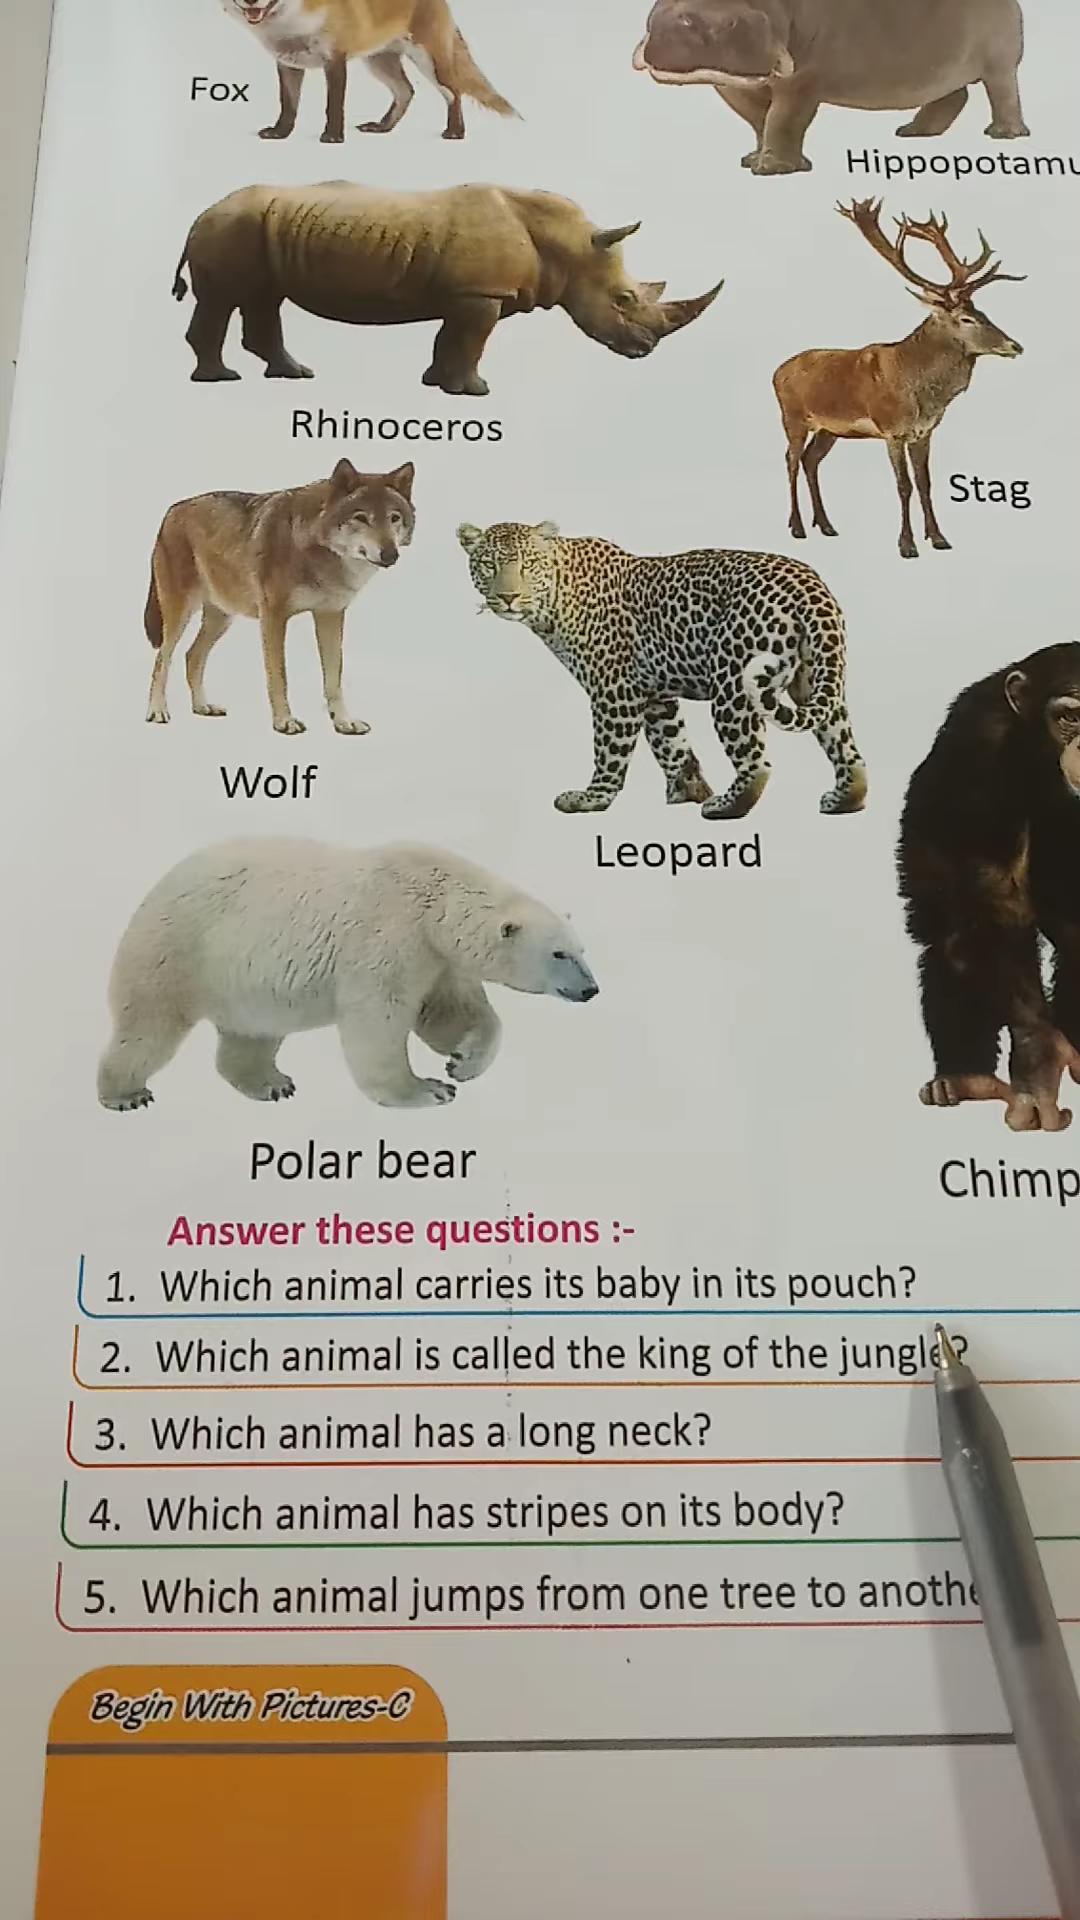 Fox
Hippopotamu
Rhinoceros
Stag
Wolf
Leopard
Polar bear
Chimp
Answer these questions :-
1. Which animal carries its baby in its pouch?
2. Which animal is called the king of the jungle?
3. Which animal has a long neck?
4. Which animal has stripes on its body?
5. Which animal jumps from one tree to anothe
Begin With Pictures-C